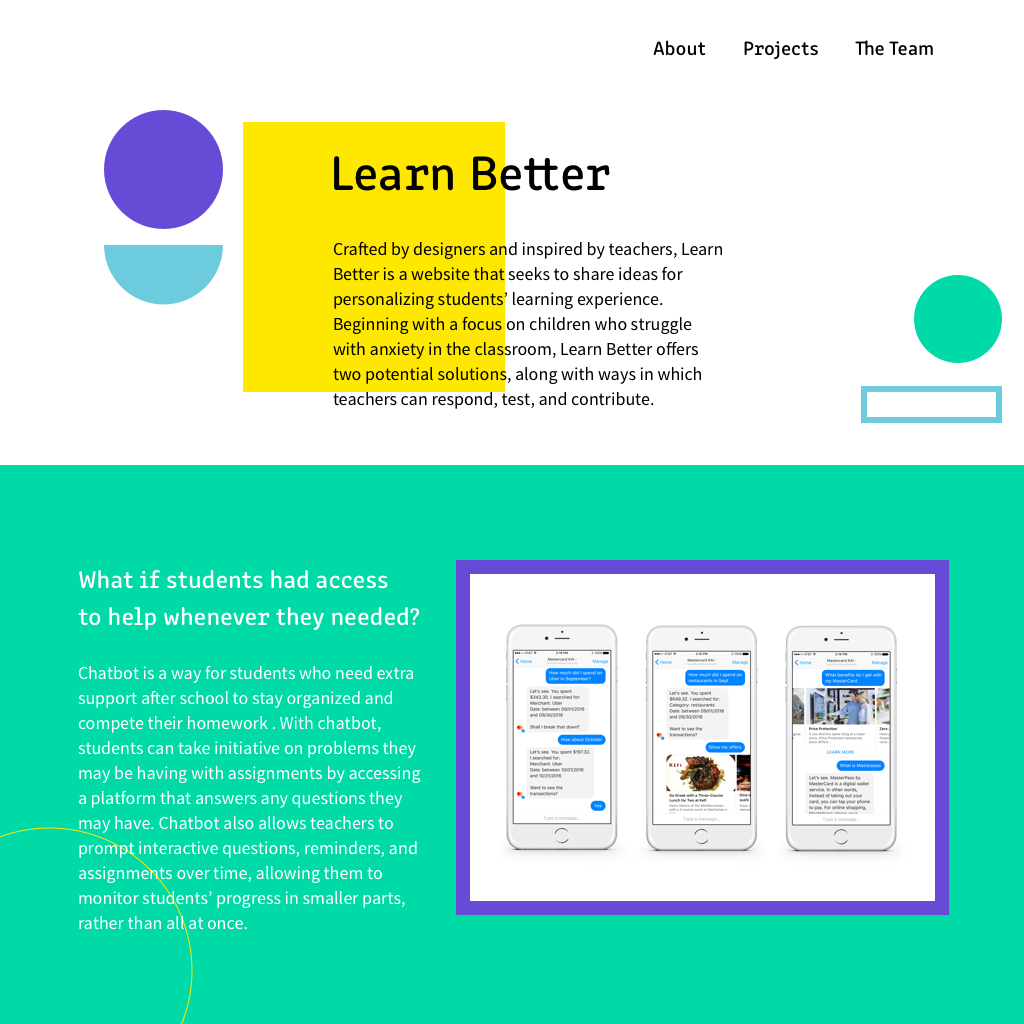 About Projects The Team
Learn Better
Crafted by designers and inspired by teachers, Learn
Better is a website that seeks to share ideas for
personalizing students’ learning experience.
Beginning with a focus on children who struggle
with anxiety in the classroom, Learn Better offers
two potential solutions, along with ways in which
teachers can respond, test, and contribute.
What if students had access
to help whenever they needed?
Chatbot is a way for students who need extra
support after school to stay organized and
compete their homework . With chatbot,
students can take initiative on problems they
may be having with assignments by accessing
a platform that answers any questions they
may have. Chatbot also allows teachers to
prompt interactive questions, reminders, and
assignments over time, allowing them to
monitor students’ progress in smaller parts,
rather than all at once.
Home Mastercard KAI Manage
How much did I spend on
Uber in September?
Let's see. You spent
$343.30. I searched for:
Merchant: Uber
Date: between 09/01/2016
and 09/30/2016
Shall I break that down?
How about October
Let's see. You spent $197.32.
I searched for:
Merchant: Uber
Date: between 10/01/2016
and 10/31/2016
Want to see the
transactions?
Yes
Type a message...
Home Mastercard KAI Manage
How much did I spend on
restaurants in Sept
Let's see. You spent
$649.32. I searched for:
Category: restaurants
Date: between 09/01/2016
and 09/30/2016
Want to see the
transactions?
Show my offers
KEFI
Go Greek with a Three-Course
Lunch for Two at Kefi
Type a message...
Home Mastercard KAI Manage
What benefits do I get with
my MasterCard
Price Protection
LEARN MORE
What is Masterpass
Let's see. MasterPass by
MasterCard is a digital wallet
service. In other words,
instead of taking out your
card, you can tap your phone
to pay. For online shopping,
Type a message...